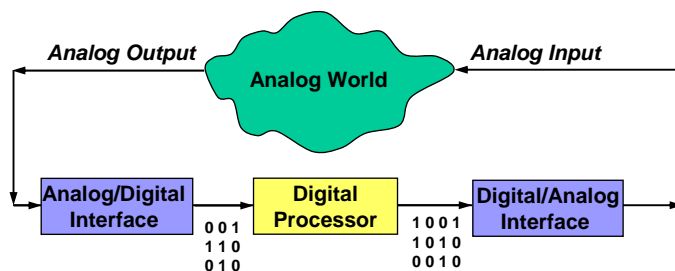 Analog Output
Analog Input
Analog World
Analog/Digital
Interface
Digital
Processor
Digital/Analog
Interface
0 0 1
1 1 0
0 1 0
1 0 0 1
1 0 1 0
0 0 1 0